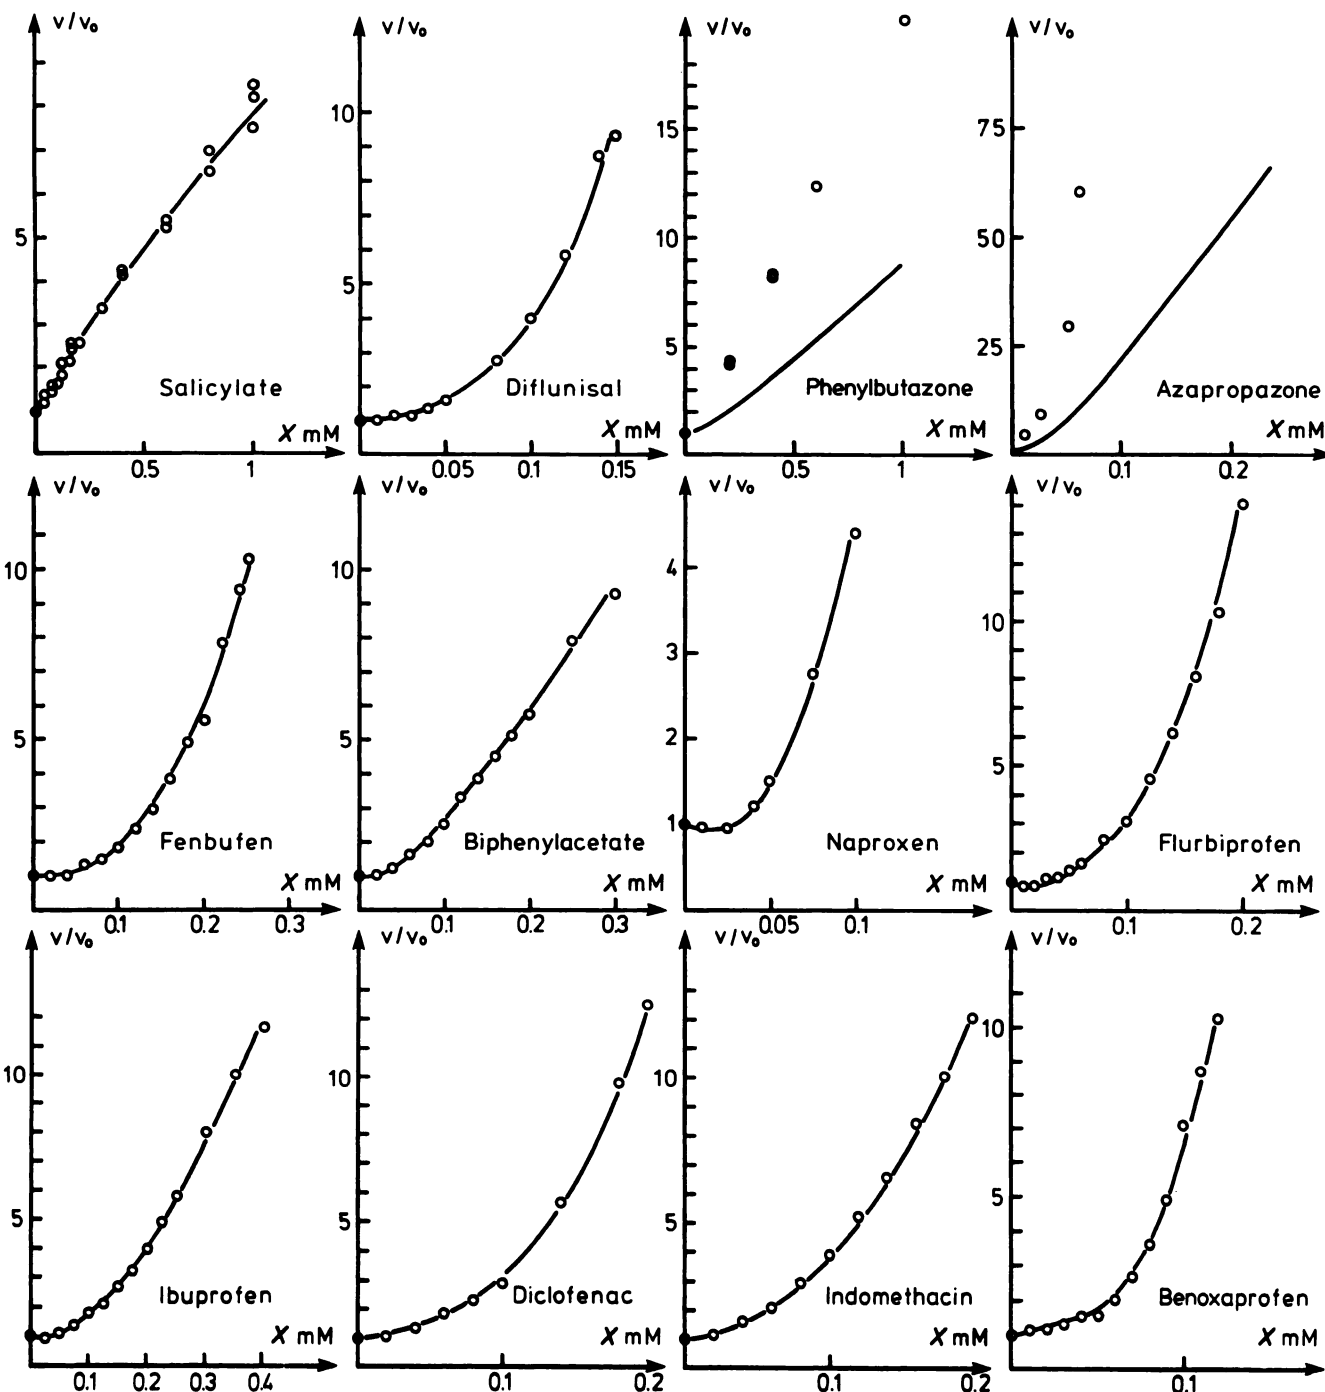 v/v₀
5
Salicylate
X mM
0.5 1
v/v₀
10
5
Diflunisal
X mM
0.05 0.1 0.15
v/v₀
15
10
5
Phenylbutazone
X mM
0.5 1
v/v₀
75
50
25
Azapropazone
X mM
0.1 0.2
v/v₀
10
5
Fenbufen
X mM
0.1 0.2 0.3
v/v₀
10
5
Biphenylacetate
X mM
0.1 0.2 0.3
v/v₀
4
3
2
1
Naproxen
X mM
0.05 0.1
v/v₀
10
5
Flurbiprofen
X mM
0.1 0.2
v/v₀
10
5
Ibuprofen
X mM
0.1 0.2 0.3 0.4
v/v₀
10
5
Diclofenac
X mM
0.1 0.2
v/v₀
10
5
Indomethacin
X mM
0.1 0.2
v/v₀
10
5
Benoxaprofen
X mM
0.1